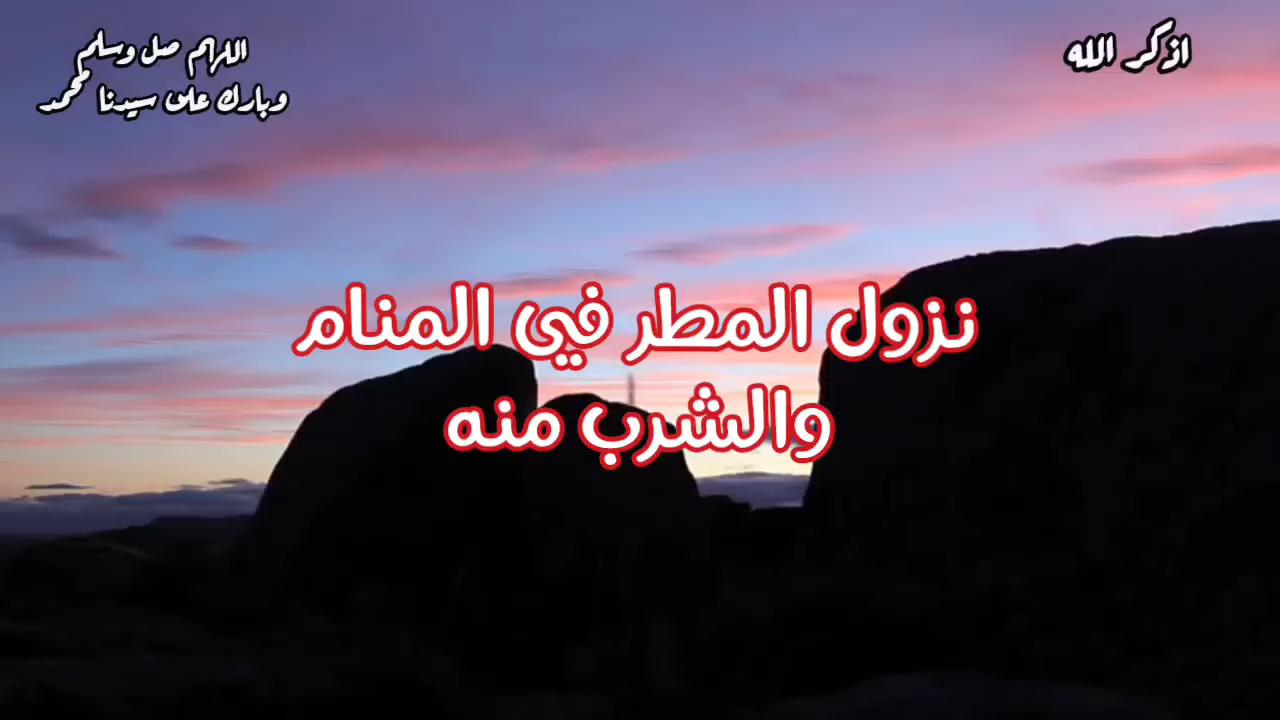 اذكر الله
اللهم صل وسلم
وبارك على سيدنا محمد
نزول المطر في المنام
والشرب منه